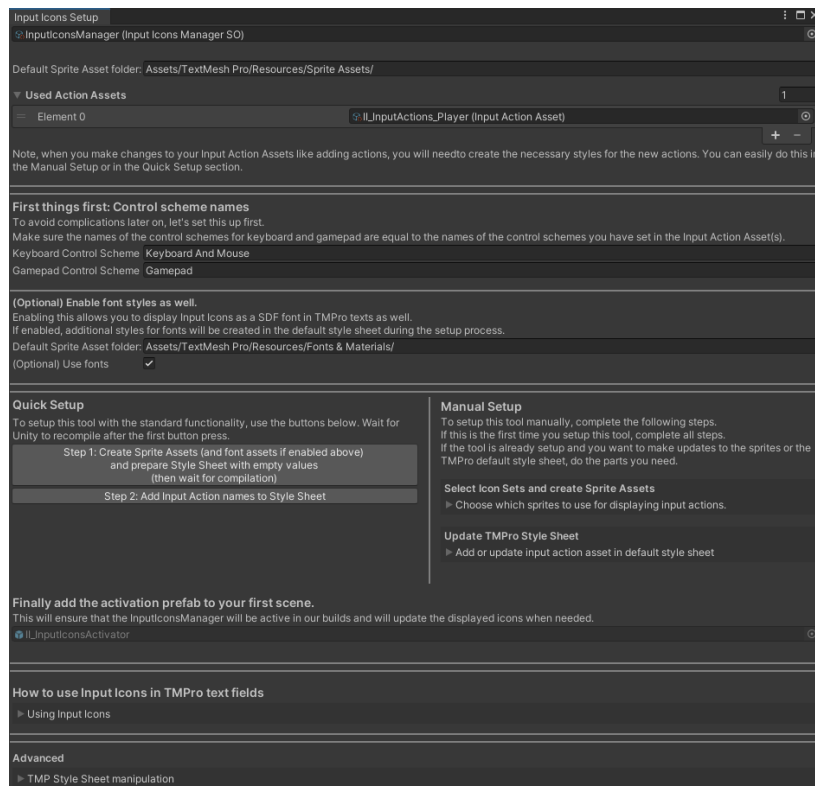 Input Icons Setup
InputIconsManager (Input Icons Manager SO)
Default Sprite Asset folder: Assets/TextMesh Pro/Resources/Sprite Assets/
Used Action Assets 1
Element 0 II_InputActions_Player (Input Action Asset)
+ -
Note, when you make changes to your Input Action Assets like adding actions, you will needto create the necessary styles for the new actions. You can easily do this in
the Manual Setup or in the Quick Setup section.
First things first: Control scheme names
To avoid complications later on, let's set this up first.
Make sure the names of the control schemes for keyboard and gamepad are equal to the names of the control schemes you have set in the Input Action Asset(s).
Keyboard Control Scheme Keyboard And Mouse
Gamepad Control Scheme Gamepad
(Optional) Enable font styles as well.
Enabling this allows you to display Input Icons as a SDF font in TMPro texts as well.
If enabled, additional styles for fonts will be created in the default style sheet during the setup process.
Default Sprite Asset folder: Assets/TextMesh Pro/Resources/Fonts & Materials/
(Optional) Use fonts
Quick Setup
To setup this tool with the standard functionality, use the buttons below. Wait for
Unity to recompile after the first button press.
Step 1: Create Sprite Assets (and font assets if enabled above)
and prepare Style Sheet with empty values
(then wait for compilation)
Step 2: Add Input Action names to Style Sheet
Manual Setup
To setup this tool manually, complete the following steps.
If this is the first time you setup this tool, complete all steps.
If the tool is already setup and you want to make updates to the sprites or the
TMPro default style sheet, do the parts you need.
Select Icon Sets and create Sprite Assets
Choose which sprites to use for displaying input actions.
Update TMPro Style Sheet
Add or update input action asset in default style sheet
Finally add the activation prefab to your first scene.
This will ensure that the InputIconsManager will be active in our builds and will update the displayed icons when needed.
II_InputIconsActivator
How to use Input Icons in TMPro text fields
Using Input Icons
Advanced
TMP Style Sheet manipulation